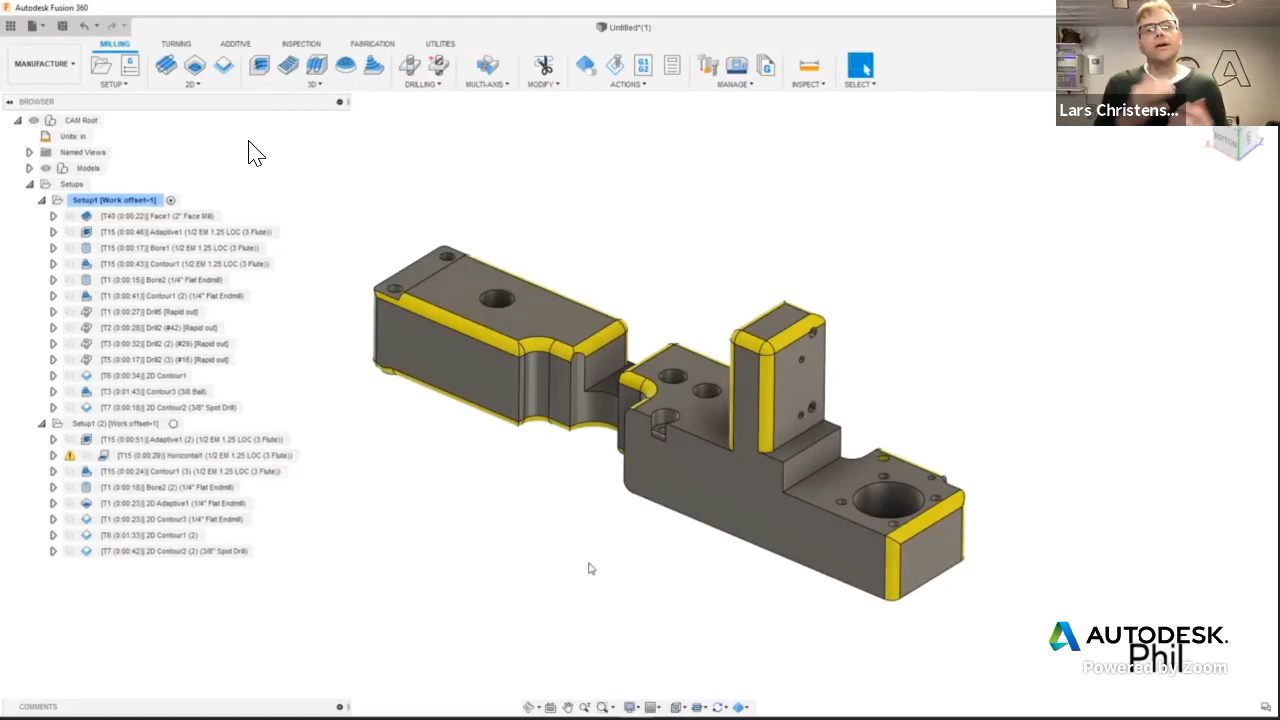 Autodesk Fusion 360
Untitled*(1)
MILLING TURNING ADDITIVE INSPECTION FABRICATION UTILITIES
MANUFACTURE
SETUP 2D 3D DRILLING MULTI-AXIS MODIFY ACTIONS MANAGE INSPECT SELECT
G1
G2
Lars Christens...
BOTTOM
X
Z
BROWSER
CAM Root
Units: in
Named Views
Models
Setups
Setup1 [Work offset=1]
[T40 (0:00:22)] Face1 (2" Face Mill)
[T15 (0:00:46)] Adaptive1 (1/2 EM 1.25 LOC (3 Flute))
[T15 (0:00:17)] Bore1 (1/2 EM 1.25 LOC (3 Flute))
[T15 (0:00:43)] Contour1 (1/2 EM 1.25 LOC (3 Flute))
[T1 (0:00:15)] Bore2 (1/4" Flat Endmill)
[T1 (0:00:41)] Contour1 (2) (1/4" Flat Endmill)
[T1 (0:00:27)] Drill5 [Rapid out]
[T2 (0:00:28)] Drill2 (#42) [Rapid out]
[T3 (0:00:32)] Drill2 (2) (#29) [Rapid out]
[T5 (0:00:17)] Drill2 (3) (#16) [Rapid out]
[T6 (0:00:34)] 2D Contour1
[T3 (0:01:43)] Contour3 (3/8 Ball)
[T7 (0:00:18)] 2D Contour2 (3/8" Spot Drill)
Setup1 (2) [Work offset=1]
[T15 (0:00:51)] Adaptive1 (2) (1/2 EM 1.25 LOC (3 Flute))
[T15 (0:00:29)] Horizontal1 (1/2 EM 1.25 LOC (3 Flute))
[T15 (0:00:24)] Contour1 (3) (1/2 EM 1.25 LOC (3 Flute))
[T1 (0:00:18)] Bore2 (2) (1/4" Flat Endmill)
[T1 (0:00:23)] 2D Adaptive1 (1/4" Flat Endmill)
[T1 (0:00:23)] 2D Contour3 (1/4" Flat Endmill)
[T6 (0:01:33)] 2D Contour1 (2)
[T7 (0:00:42)] 2D Contour2 (2) (3/8" Spot Drill)
AUTODESK.
Phil
Powered by Zoom
COMMENTS